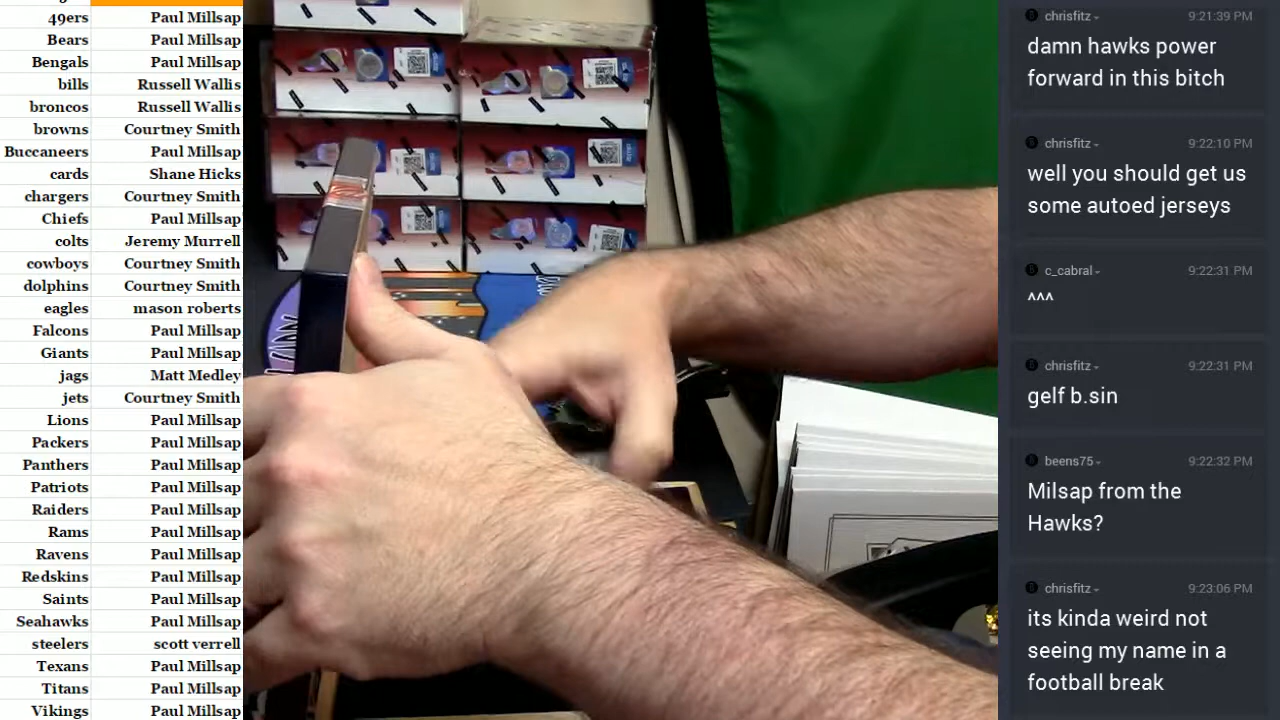 49ers Paul Millsap
Bears Paul Millsap
Bengals Paul Millsap
bills Russell Wallis
broncos Russell Wallis
browns Courtney Smith
Buccaneers Paul Millsap
cards Shane Hicks
chargers Courtney Smith
Chiefs Paul Millsap
colts Jeremy Murrell
cowboys Courtney Smith
dolphins Courtney Smith
eagles mason roberts
Falcons Paul Millsap
Giants Paul Millsap
jags Matt Medley
jets Courtney Smith
Lions Paul Millsap
Packers Paul Millsap
Panthers Paul Millsap
Patriots Paul Millsap
Raiders Paul Millsap
Rams Paul Millsap
Ravens Paul Millsap
Redskins Paul Millsap
Saints Paul Millsap
Seahawks Paul Millsap
steelers scott verrell
Texans Paul Millsap
Titans Paul Millsap
Vikings Paul Millsap
chrisfitz 9:21:39 PM
damn hawks power
forward in this bitch
chrisfitz 9:22:10 PM
well you should get us
some autoed jerseys
c_cabral 9:22:31 PM
^^^
chrisfitz 9:22:31 PM
gelf b.sin
beens75 9:22:32 PM
Milsap from the
Hawks?
chrisfitz 9:23:06 PM
its kinda weird not
seeing my name in a
football break